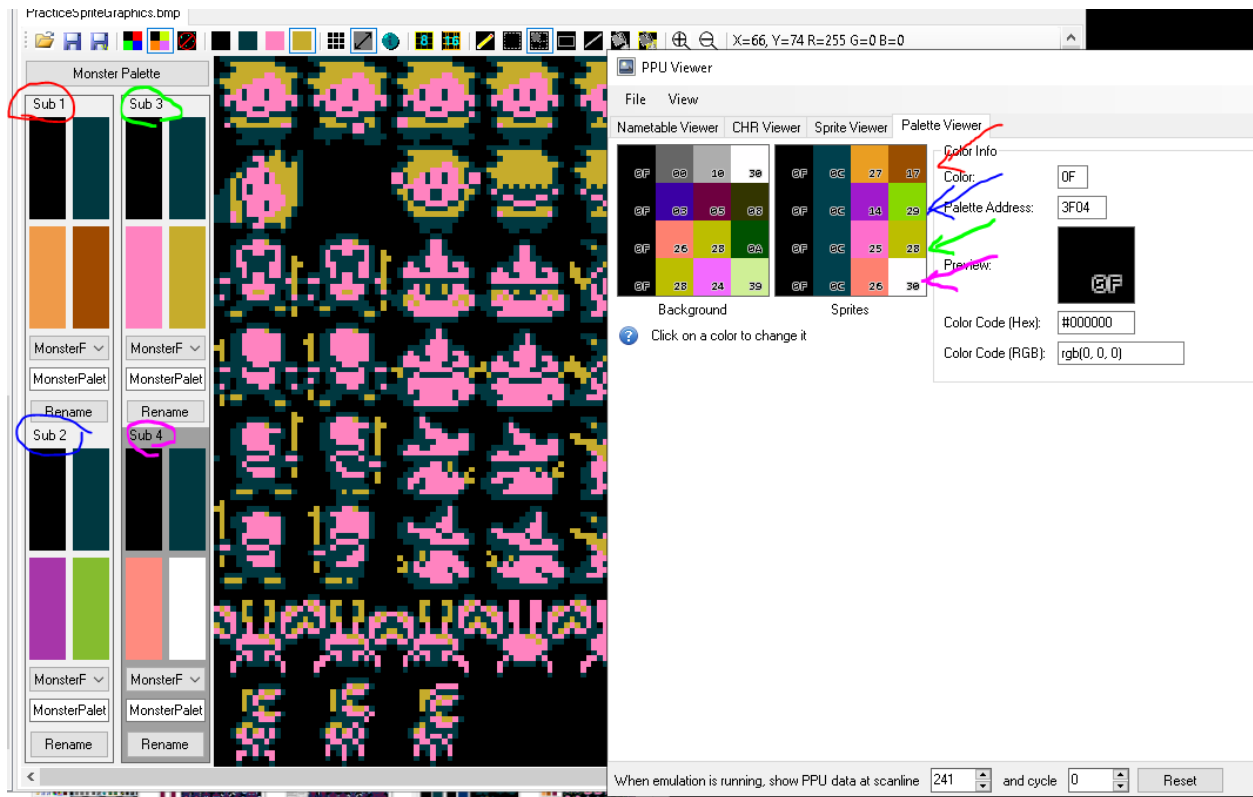 PracticeSpriteGraphics.bmp
X=66, Y=74 R=255 G=0 B=0
Monster Palette
Sub 1
Sub 3
MonsterF
MonsterF
MonsterPalet
MonsterPalet
Rename
Rename
Sub 2
Sub 4
MonsterF
MonsterF
MonsterPalet
MonsterPalet
Rename
Rename
PPU Viewer
File View
Nametable Viewer CHR Viewer Sprite Viewer Palette Viewer
0F 00 10 30 0F 0C 27 17
0F 03 05 08 0F 0C 14 29
0F 26 28 0A 0F 0C 25 28
0F 28 24 39 0F 0C 26 30
Background Sprites
? Click on a color to change it
Color Info
Color: 0F
Palette Address: 3F04
Preview: 0F
Color Code (Hex): #000000
Color Code (RGB): rgb(0, 0, 0)
When emulation is running, show PPU data at scanline 241 and cycle 0 Reset